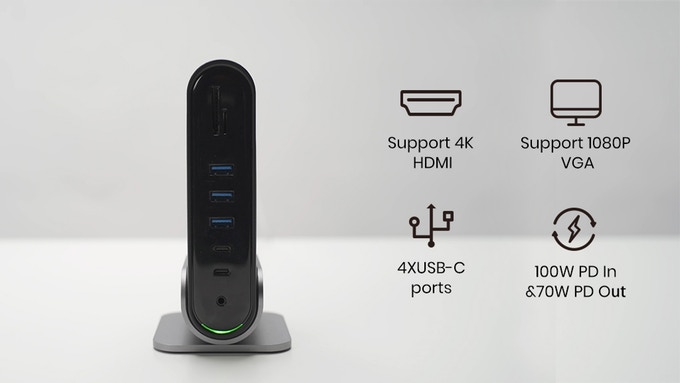 Support 4K
HDMI
Support 1080P
VGA
4XUSB-C
ports
100W PD In
&70W PD Out